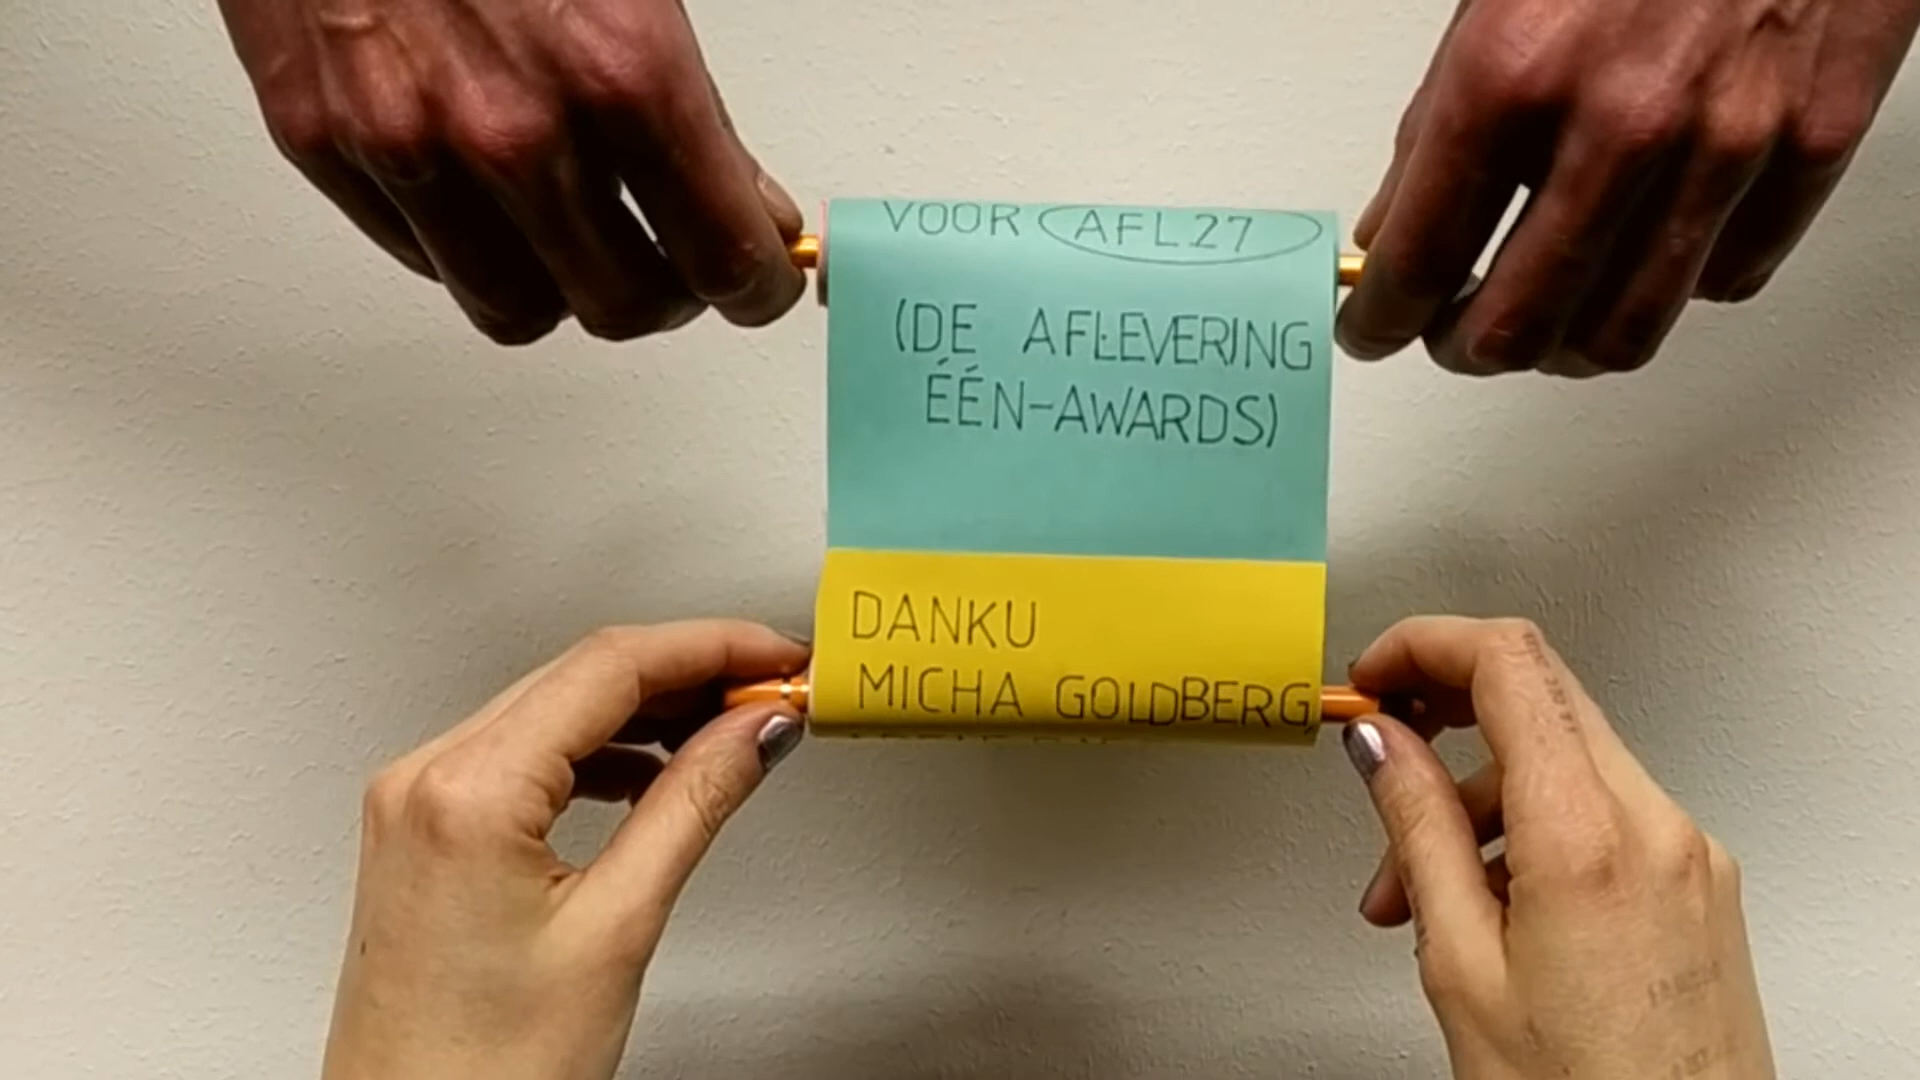 VOOR AFL27
(DE AFLEVERING
ÉÉN-AWARDS)
DANKU
MICHA GOLDBERG,